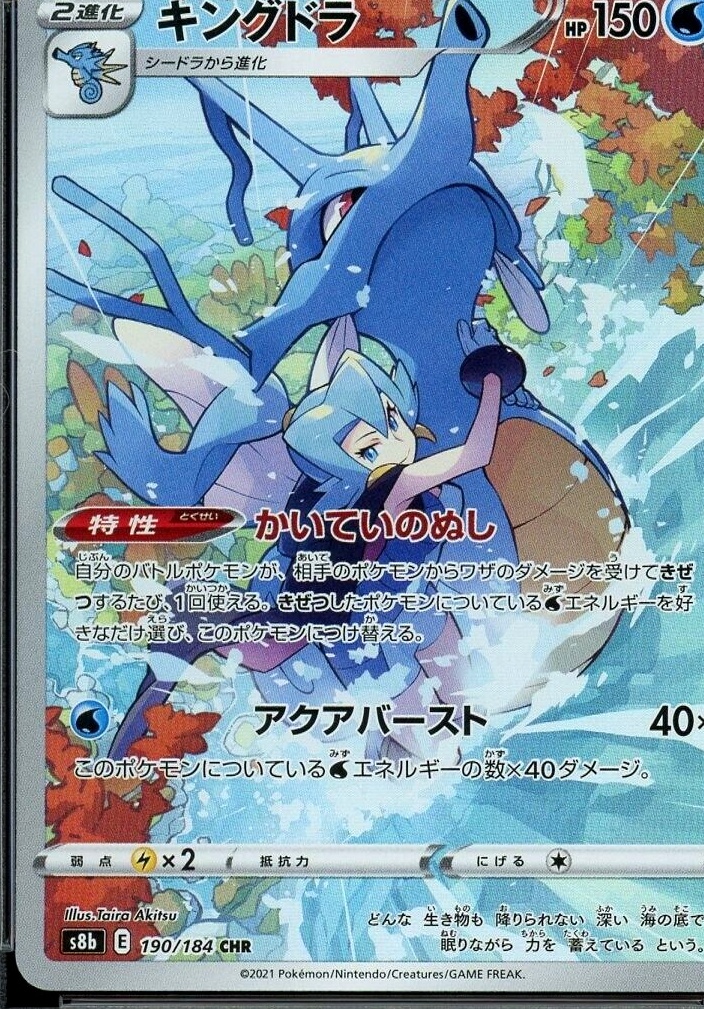 2進化 キングドラ HP 150
シードラから進化
特性 とくせい かいていのぬし
自分のバトルポケモンが、相手のポケモンからワザのダメージを受けてきぜ
つするたび、1回使える。きぜつしたポケモンについているエネルギーを好
きなだけ選び、このポケモンにつけ替える。
アクアバースト 40×
このポケモンについているエネルギーの数×40ダメージ。
弱点 ×2 抵抗力 にげる
Illus.Taira Akitsu
どんな 生き物も 降りられない 深い 海の底で
眠りながら 力を 蓄えている という。
s8b E 190/184 CHR
©2021 Pokémon/Nintendo/Creatures/GAME FREAK.